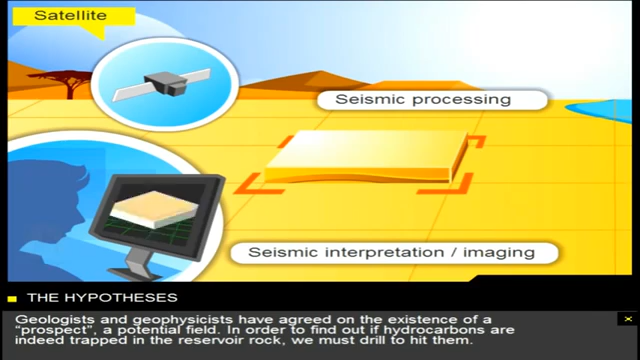 Satellite
Seismic processing
Seismic interpretation / imaging
THE HYPOTHESES
Geologists and geophysicists have agreed on the existence of a
“prospect”, a potential field. In order to find out if hydrocarbons are
indeed trapped in the reservoir rock, we must drill to hit them.